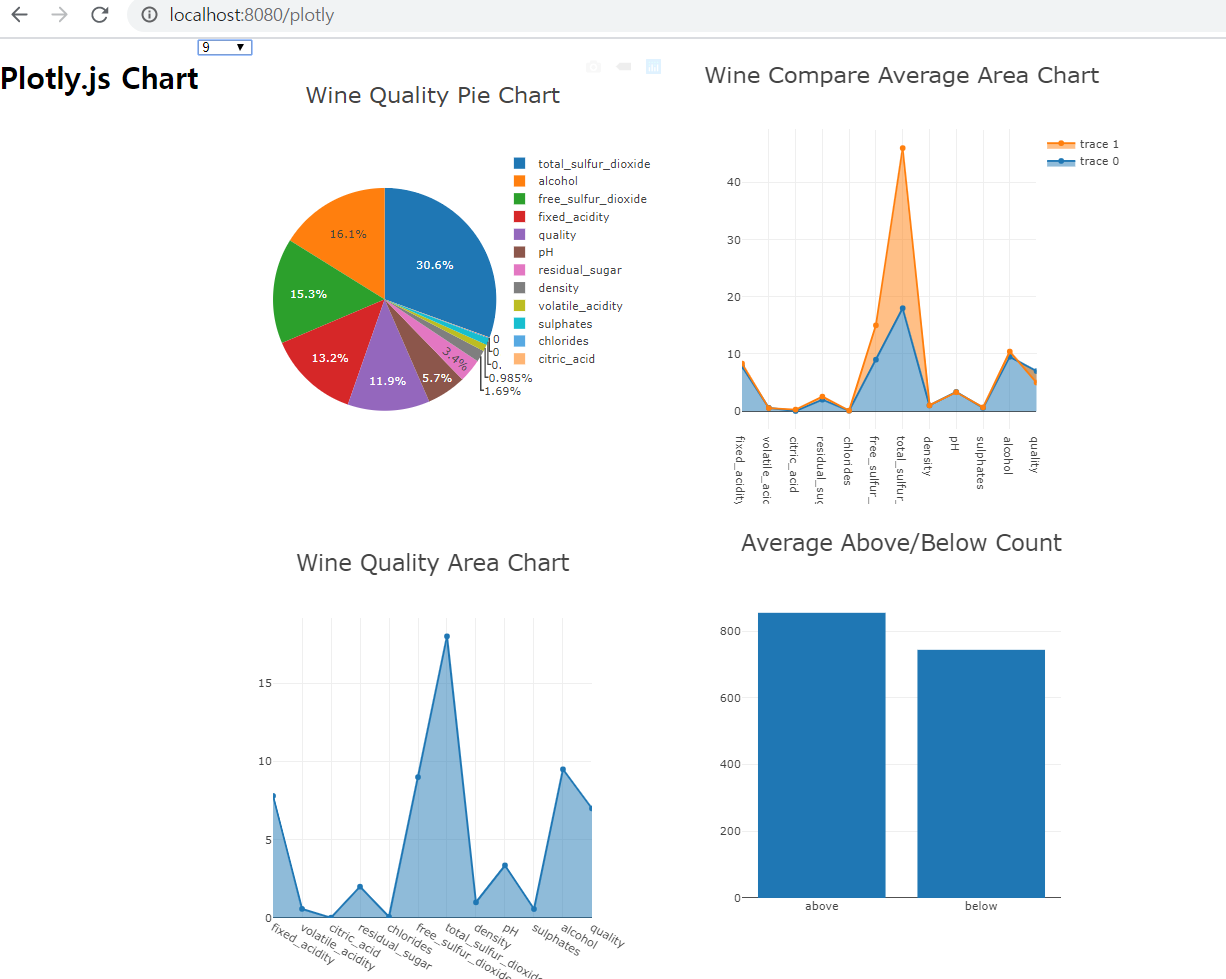 localhost:8080/plotly
9
Plotly.js Chart
Wine Quality Pie Chart
total_sulfur_dioxide
alcohol
free_sulfur_dioxide
fixed_acidity
quality
pH
residual_sugar
density
volatile_acidity
sulphates
chlorides
citric_acid
30.6%
16.1%
15.3%
13.2%
11.9%
5.7%
3.4%
0
0
0.
0.985%
1.69%
Wine Compare Average Area Chart
trace 1
trace 0
40
30
20
10
0
fixed_acidity
volatile_acid
citric_acid
residual_sug
chlorides
free_sulfur_
total_sulfur_
density
pH
sulphates
alcohol
quality
Wine Quality Area Chart
15
10
5
0
fixed_acidity
volatile_acidity
citric_acid
residual_sugar
chlorides
free_sulfur_dioxide
total_sulfur_dioxide
density
pH
sulphates
alcohol
quality
Average Above/Below Count
800
600
400
200
0
above
below